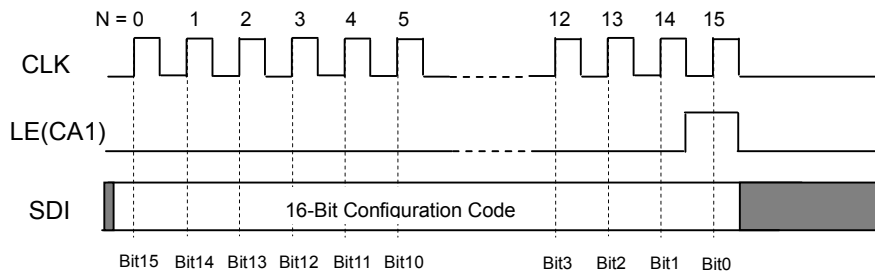 N = 0 1 2 3 4 5 12 13 14 15
CLK
LE(CA1)
SDI 16-Bit Configuration Code
Bit15 Bit14 Bit13 Bit12 Bit11 Bit10 Bit3 Bit2 Bit1 Bit0